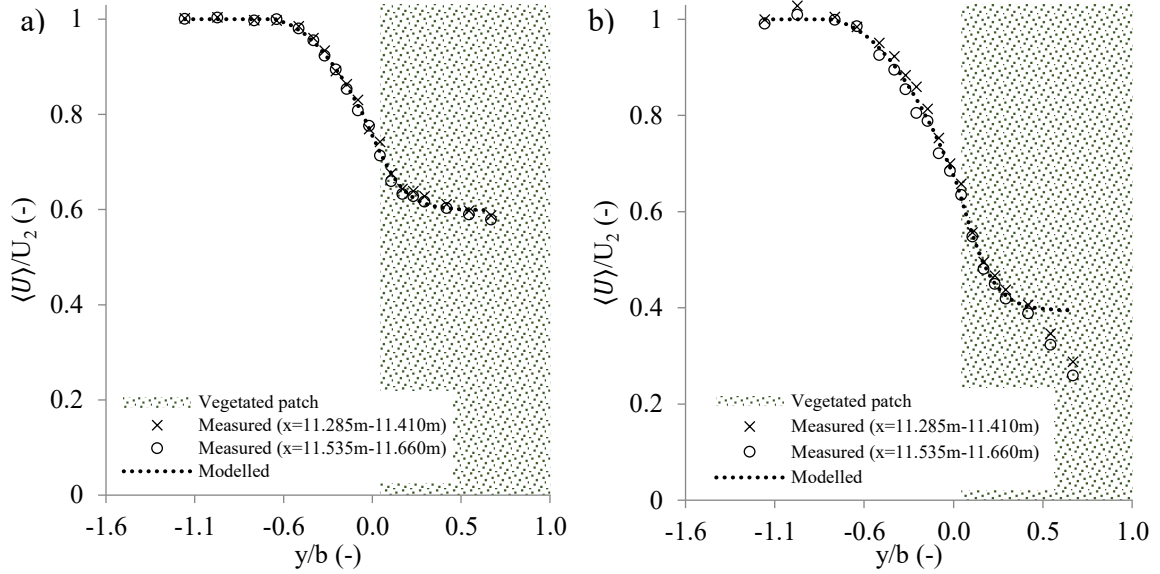 a)
1
0.8
0.6
0.4
0.2
0
⟨U⟩/U₂ (-)
Vegetated patch
Measured (x=11.285m-11.410m)
Measured (x=11.535m-11.660m)
Modelled
-1.6 -1.1 -0.6 0.0 0.5 1.0
y/b (-)
b)
1
0.8
0.6
0.4
0.2
0
⟨U⟩/U₂ (-)
Vegetated patch
Measured (x=11.285m-11.410m)
Measured (x=11.535m-11.660m)
Modelled
-1.6 -1.1 -0.6 0.0 0.5 1.0
y/b (-)